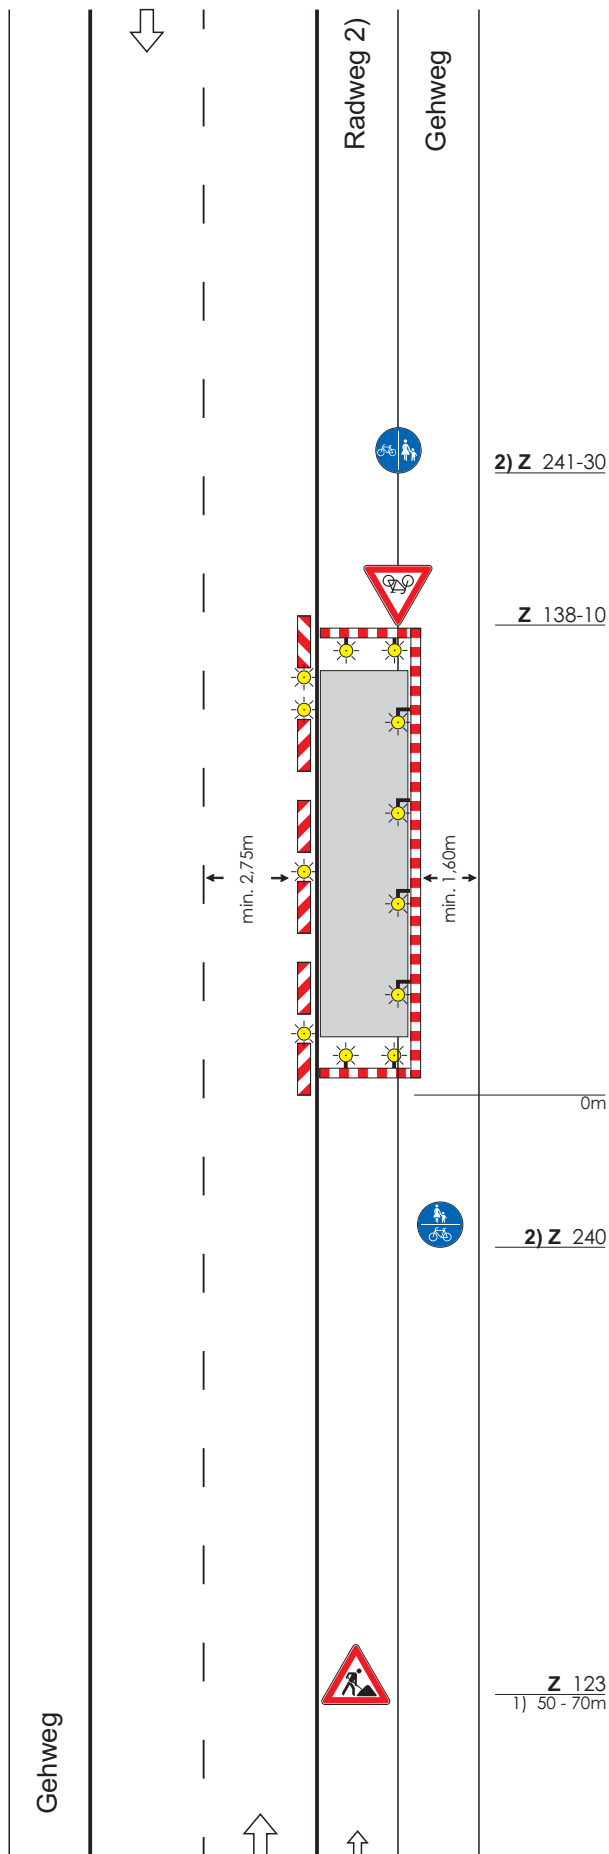 Radweg 2)
Gehweg
2) Z 241-30
Z 138-10
min. 2,75m
min. 1,60m
0m
2) Z 240
Z 123
1) 50 - 70m
Gehweg